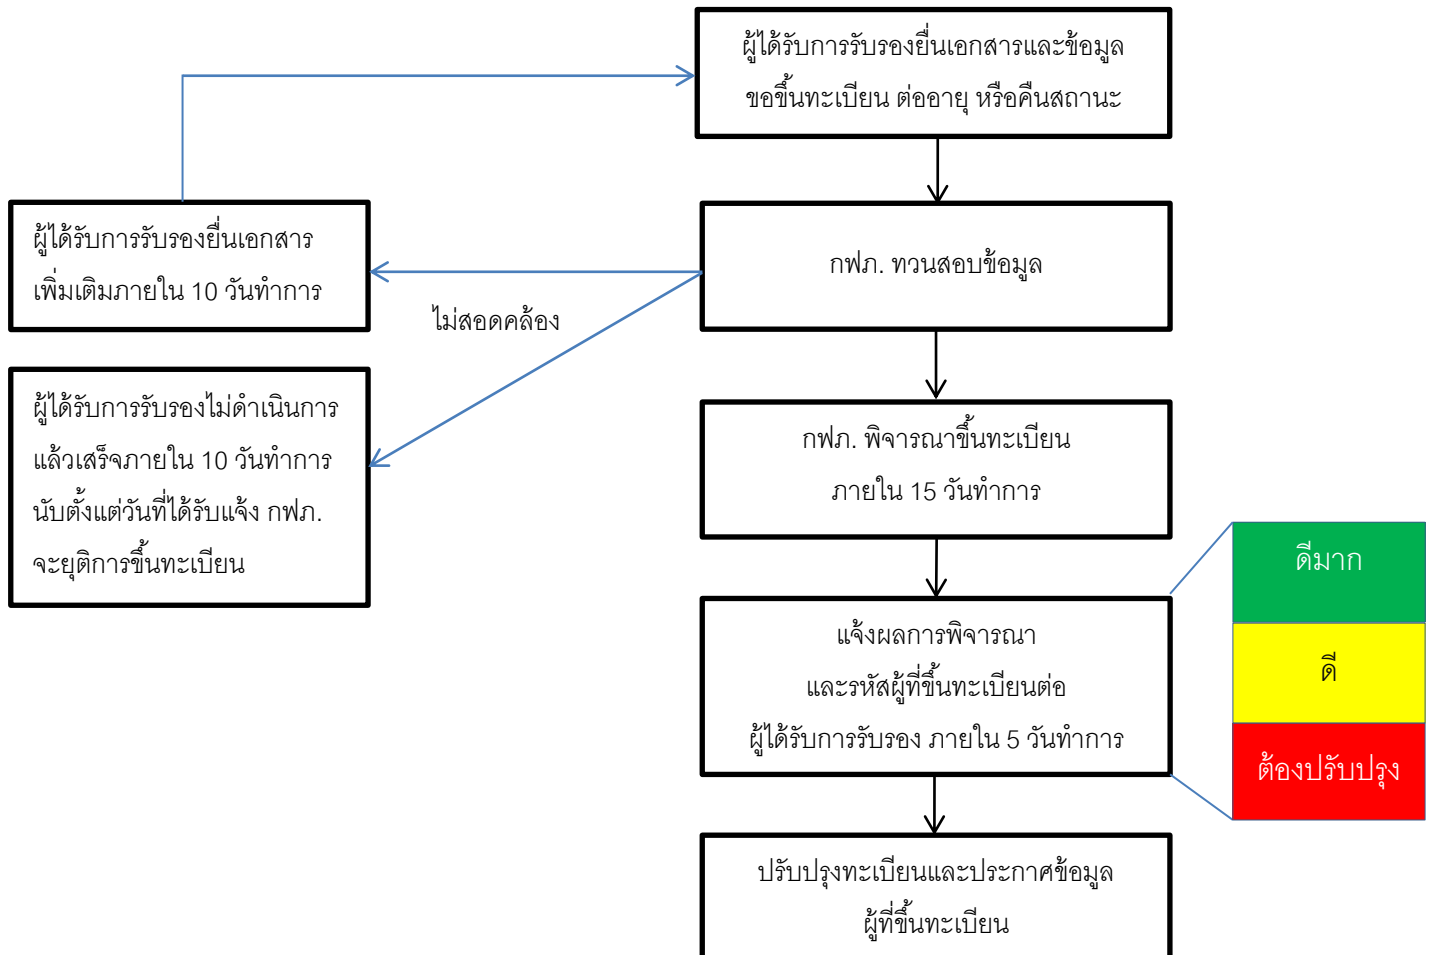 ผู้ได้รับการรับรองยื่นเอกสารและข้อมูล
ขอขึ้นทะเบียน ต่ออายุ หรือคืนสถานะ
ผู้ได้รับการรับรองยื่นเอกสาร
เพิ่มเติมภายใน 10 วันทำการ
กฟภ. ทวนสอบข้อมูล
ไม่สอดคล้อง
ผู้ได้รับการรับรองไม่ดำเนินการ
แล้วเสร็จภายใน 10 วันทำการ
นับตั้งแต่วันที่ได้รับแจ้ง กฟภ.
จะยุติการขึ้นทะเบียน
กฟภ. พิจารณาขึ้นทะเบียน
ภายใน 15 วันทำการ
แจ้งผลการพิจารณา
และรหัสผู้ที่ขึ้นทะเบียนต่อ
ผู้ได้รับการรับรอง ภายใน 5 วันทำการ
ดีมาก
ดี
ต้องปรับปรุง
ปรับปรุงทะเบียนและประกาศข้อมูล
ผู้ที่ขึ้นทะเบียน